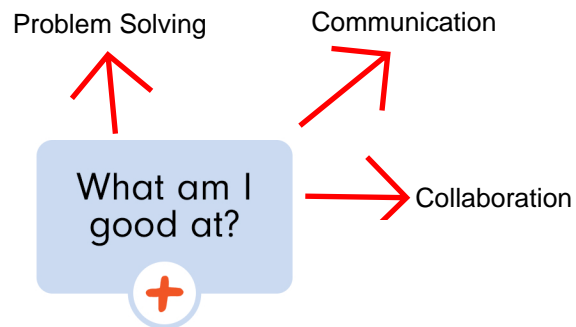 Problem Solving
Communication
What am I
good at?
Collaboration